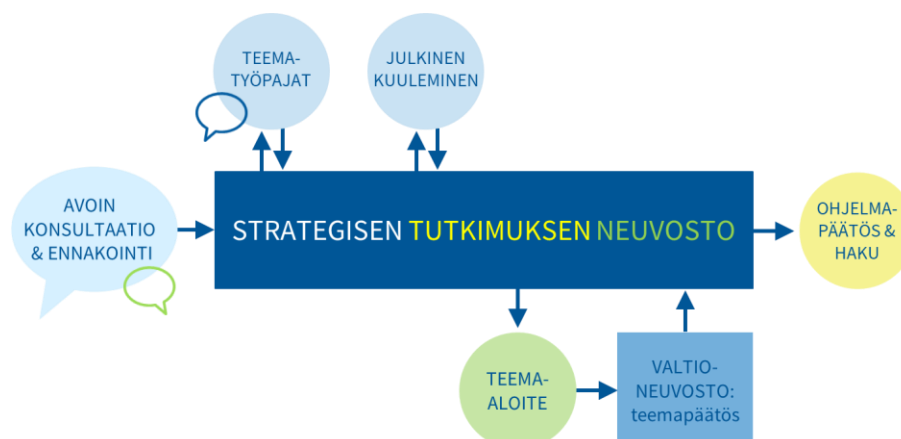 TEEMA-
TYÖPAJAT
JULKINEN
KUULEMINEN
AVOIN
KONSULTAATIO
& ENNAKOINTI
STRATEGISEN TUTKIMUKSEN NEUVOSTO
OHJELMA-
PÄÄTÖS &
HAKU
TEEMA-
ALOITE
VALTIO-
NEUVOSTO:
teemapäätös